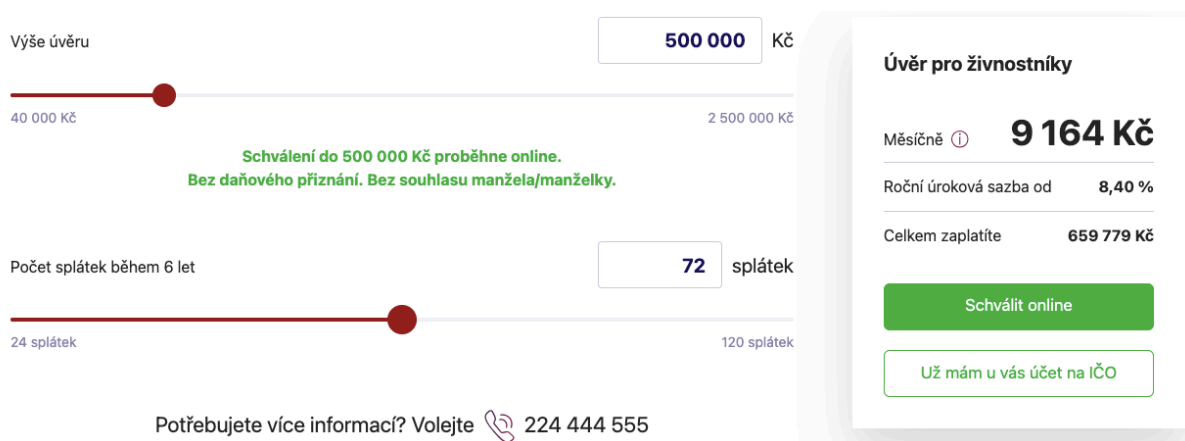 Výše úvěru
500 000 Kč
40 000 Kč
2 500 000 Kč
Schválení do 500 000 Kč proběhne online.
Bez daňového přiznání. Bez souhlasu manžela/manželky.
Počet splátek během 6 let
72 splátek
24 splátek
120 splátek
Potřebujete více informací? Volejte 224 444 555
Úvěr pro živnostníky
Měsíčně 9 164 Kč
Roční úroková sazba od 8,40 %
Celkem zaplatíte 659 779 Kč
Schválit online
Už mám u vás účet na IČO